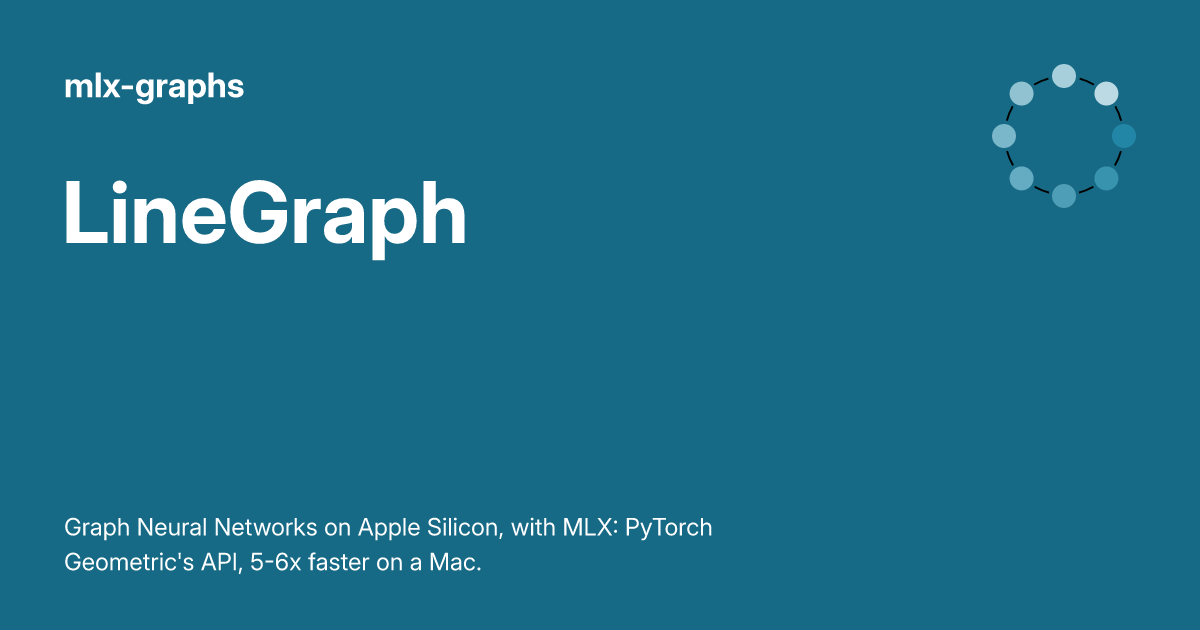 mlx-graphs
LineGraph
Graph Neural Networks on Apple Silicon, with MLX: PyTorch
Geometric's API, 5-6x faster on a Mac.